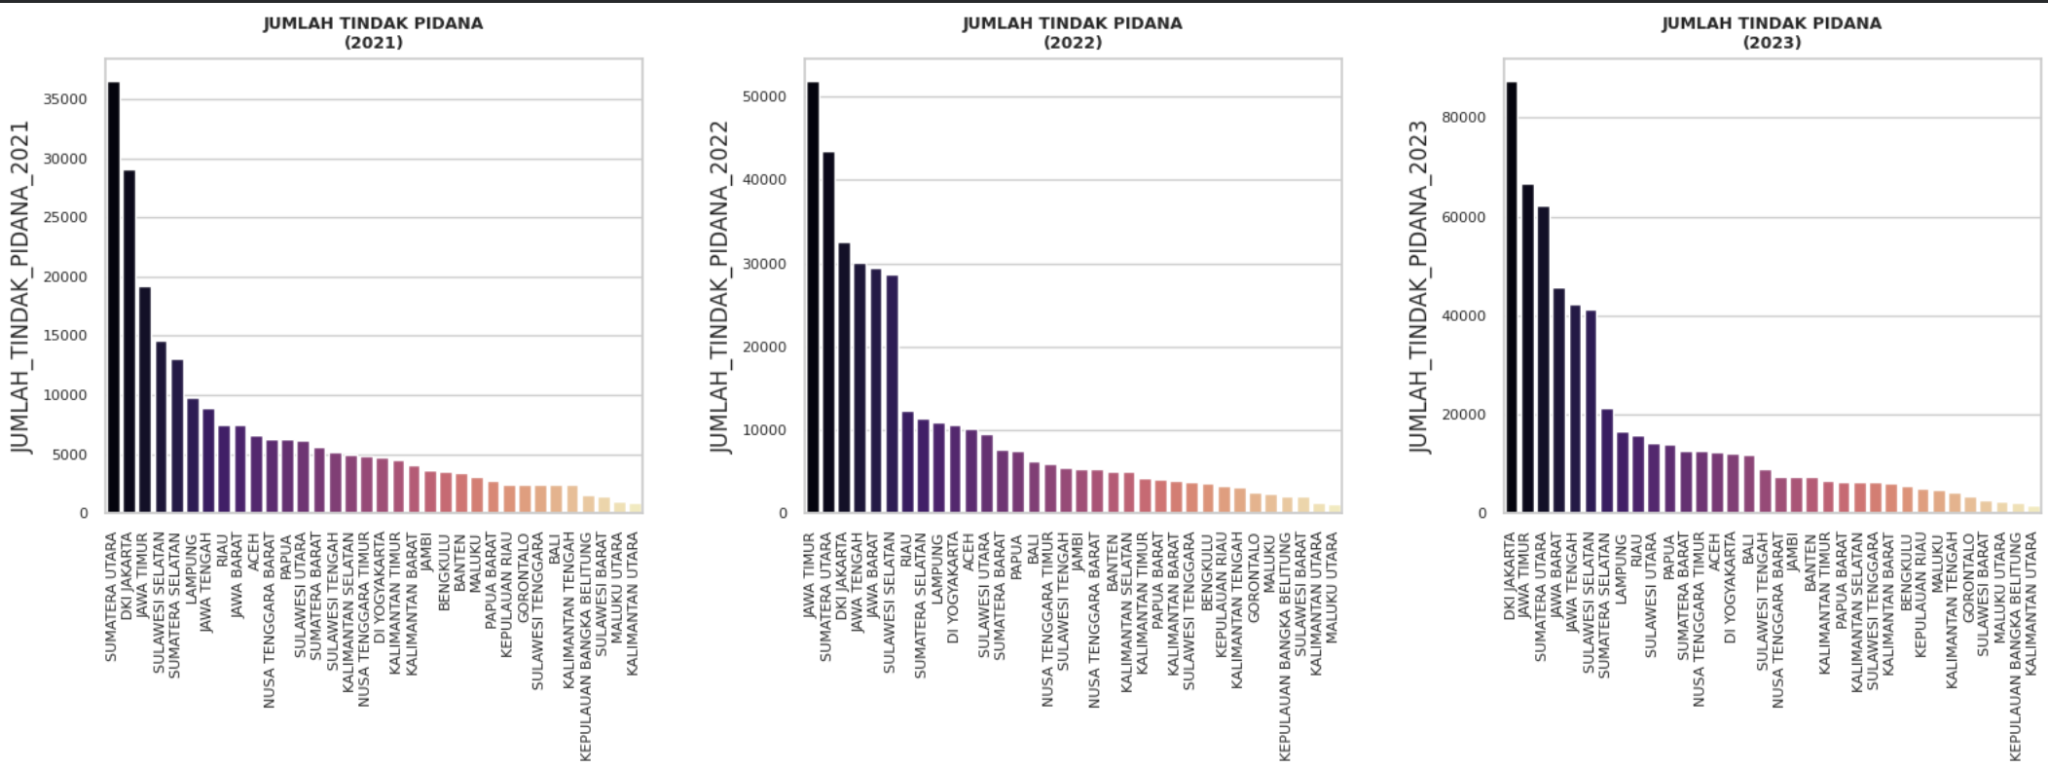 JUMLAH TINDAK PIDANA
(2021)
JUMLAH_TINDAK_PIDANA_2021
35000
30000
25000
20000
15000
10000
5000
0
SUMATERA UTARA
DKI JAKARTA
JAWA TIMUR
SULAWESI SELATAN
SUMATERA SELATAN
LAMPUNG
JAWA TENGAH
RIAU
JAWA BARAT
ACEH
NUSA TENGGARA BARAT
PAPUA
SULAWESI UTARA
SUMATERA BARAT
SULAWESI TENGAH
KALIMANTAN SELATAN
NUSA TENGGARA TIMUR
DI YOGYAKARTA
KALIMANTAN TIMUR
KALIMANTAN BARAT
JAMBI
BENGKULU
BANTEN
MALUKU
PAPUA BARAT
KEPULAUAN RIAU
GORONTALO
SULAWESI TENGGARA
BALI
KALIMANTAN TENGAH
KEPULAUAN BANGKA BELITUNG
SULAWESI BARAT
MALUKU UTARA
KALIMANTAN UTARA
JUMLAH TINDAK PIDANA
(2022)
JUMLAH_TINDAK_PIDANA_2022
50000
40000
30000
20000
10000
0
JAWA TIMUR
SUMATERA UTARA
DKI JAKARTA
JAWA TENGAH
JAWA BARAT
SULAWESI SELATAN
RIAU
SUMATERA SELATAN
LAMPUNG
DI YOGYAKARTA
ACEH
SULAWESI UTARA
SUMATERA BARAT
PAPUA
BALI
NUSA TENGGARA TIMUR
SULAWESI TENGAH
JAMBI
NUSA TENGGARA BARAT
BANTEN
KALIMANTAN SELATAN
KALIMANTAN TIMUR
PAPUA BARAT
KALIMANTAN BARAT
SULAWESI TENGGARA
BENGKULU
KEPULAUAN RIAU
KALIMANTAN TENGAH
GORONTALO
MALUKU
KEPULAUAN BANGKA BELITUNG
SULAWESI BARAT
KALIMANTAN UTARA
MALUKU UTARA
JUMLAH TINDAK PIDANA
(2023)
JUMLAH_TINDAK_PIDANA_2023
80000
60000
40000
20000
0
DKI JAKARTA
JAWA TIMUR
SUMATERA UTARA
JAWA BARAT
JAWA TENGAH
SULAWESI SELATAN
SUMATERA SELATAN
LAMPUNG
RIAU
SULAWESI UTARA
PAPUA
SUMATERA BARAT
NUSA TENGGARA TIMUR
ACEH
DI YOGYAKARTA
BALI
SULAWESI TENGAH
NUSA TENGGARA BARAT
JAMBI
BANTEN
KALIMANTAN TIMUR
PAPUA BARAT
KALIMANTAN SELATAN
SULAWESI TENGGARA
KALIMANTAN BARAT
BENGKULU
KEPULAUAN RIAU
MALUKU
KALIMANTAN TENGAH
GORONTALO
SULAWESI BARAT
MALUKU UTARA
KEPULAUAN BANGKA BELITUNG
KALIMANTAN UTARA